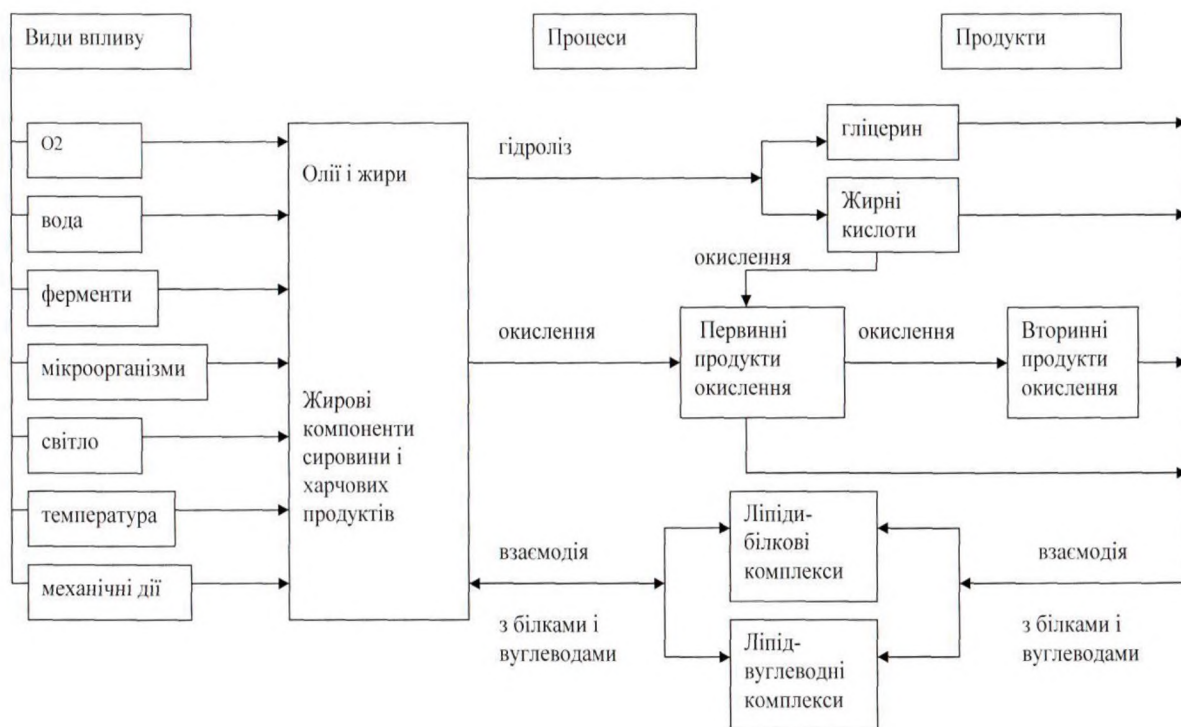 Види впливу
Процеси
Продукти
О2
вода
ферменти
мікроорганізми
світло
температура
механічні дії
Олії і жири
Жирові
компоненти
сировини і
харчових
продуктів
гідроліз
гліцерин
Жирні
кислоти
окислення
окислення
Первинні
продукти
окислення
окислення
Вторинні
продукти
окислення
взаємодія
з білками і
вуглеводами
Ліпіди-
білкові
комплекси
Ліпід-
вуглеводні
комплекси
взаємодія
з білками і
вуглеводами